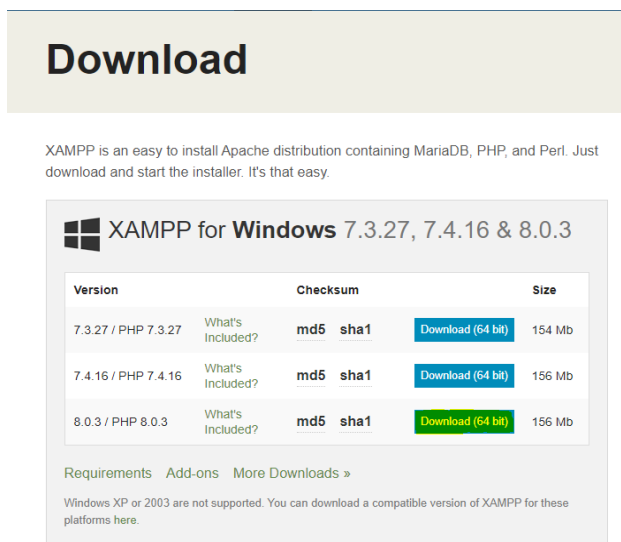 Download
XAMPP is an easy to install Apache distribution containing MariaDB, PHP, and Perl. Just
download and start the installer. It's that easy.
XAMPP for Windows 7.3.27, 7.4.16 & 8.0.3
Version Checksum Size
7.3.27 / PHP 7.3.27 What's Included? md5 sha1 Download (64 bit) 154 Mb
7.4.16 / PHP 7.4.16 What's Included? md5 sha1 Download (64 bit) 156 Mb
8.0.3 / PHP 8.0.3 What's Included? md5 sha1 Download (64 bit) 156 Mb
Requirements Add-ons More Downloads »
Windows XP or 2003 are not supported. You can download a compatible version of XAMPP for these
platforms here.